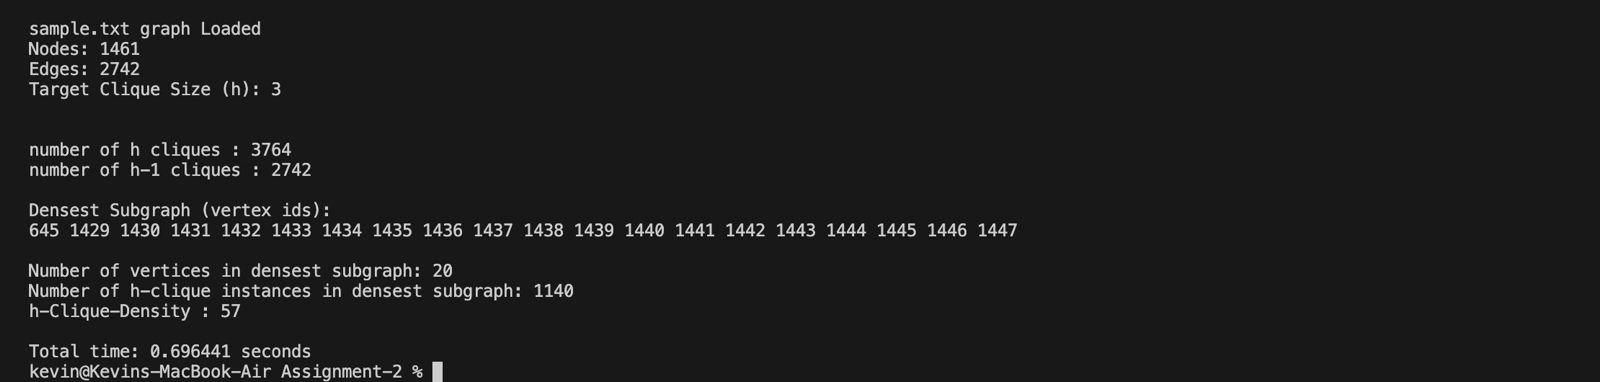 sample.txt graph Loaded
Nodes: 1461
Edges: 2742
Target Clique Size (h): 3
number of h cliques : 3764
number of h-1 cliques : 2742
Densest Subgraph (vertex ids):
645 1429 1430 1431 1432 1433 1434 1435 1436 1437 1438 1439 1440 1441 1442 1443 1444 1445 1446 1447
Number of vertices in densest subgraph: 20
Number of h-clique instances in densest subgraph: 1140
h-Clique-Density : 57
Total time: 0.696441 seconds
kevin@Kevins-MacBook-Air Assignment-2 %